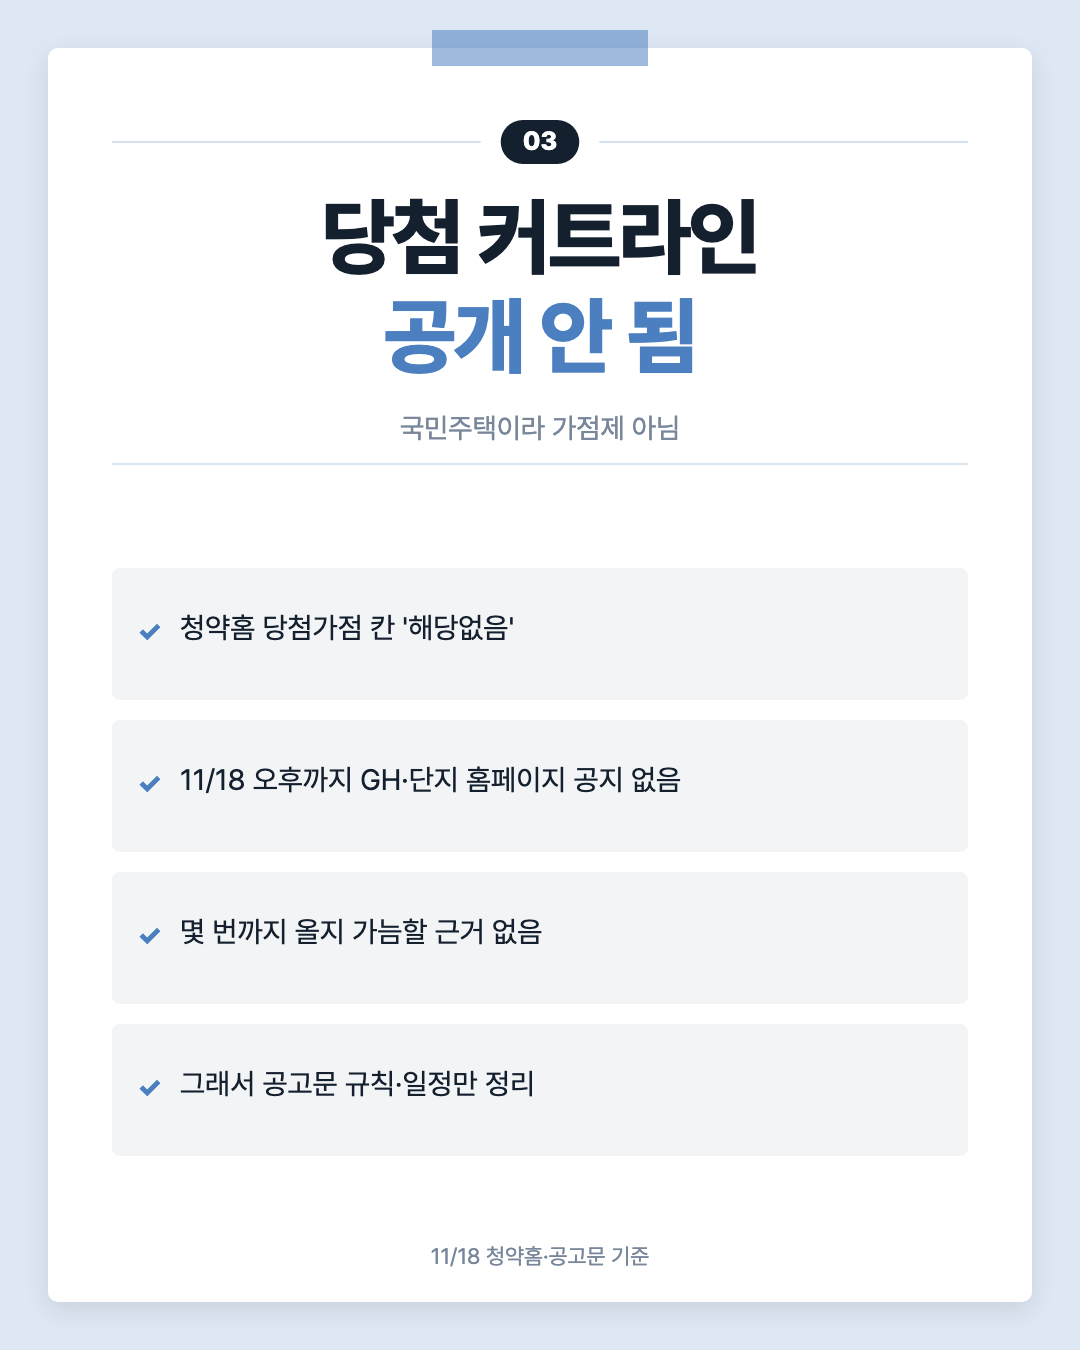 03
당첨 커트라인
공개 안 됨
국민주택이라 가점제 아님
청약홈 당첨가점 칸 '해당없음'
11/18 오후까지 GH·단지 홈페이지 공지 없음
몇 번까지 올지 가늠할 근거 없음
그래서 공고문 규칙·일정만 정리
11/18 청약홈·공고문 기준